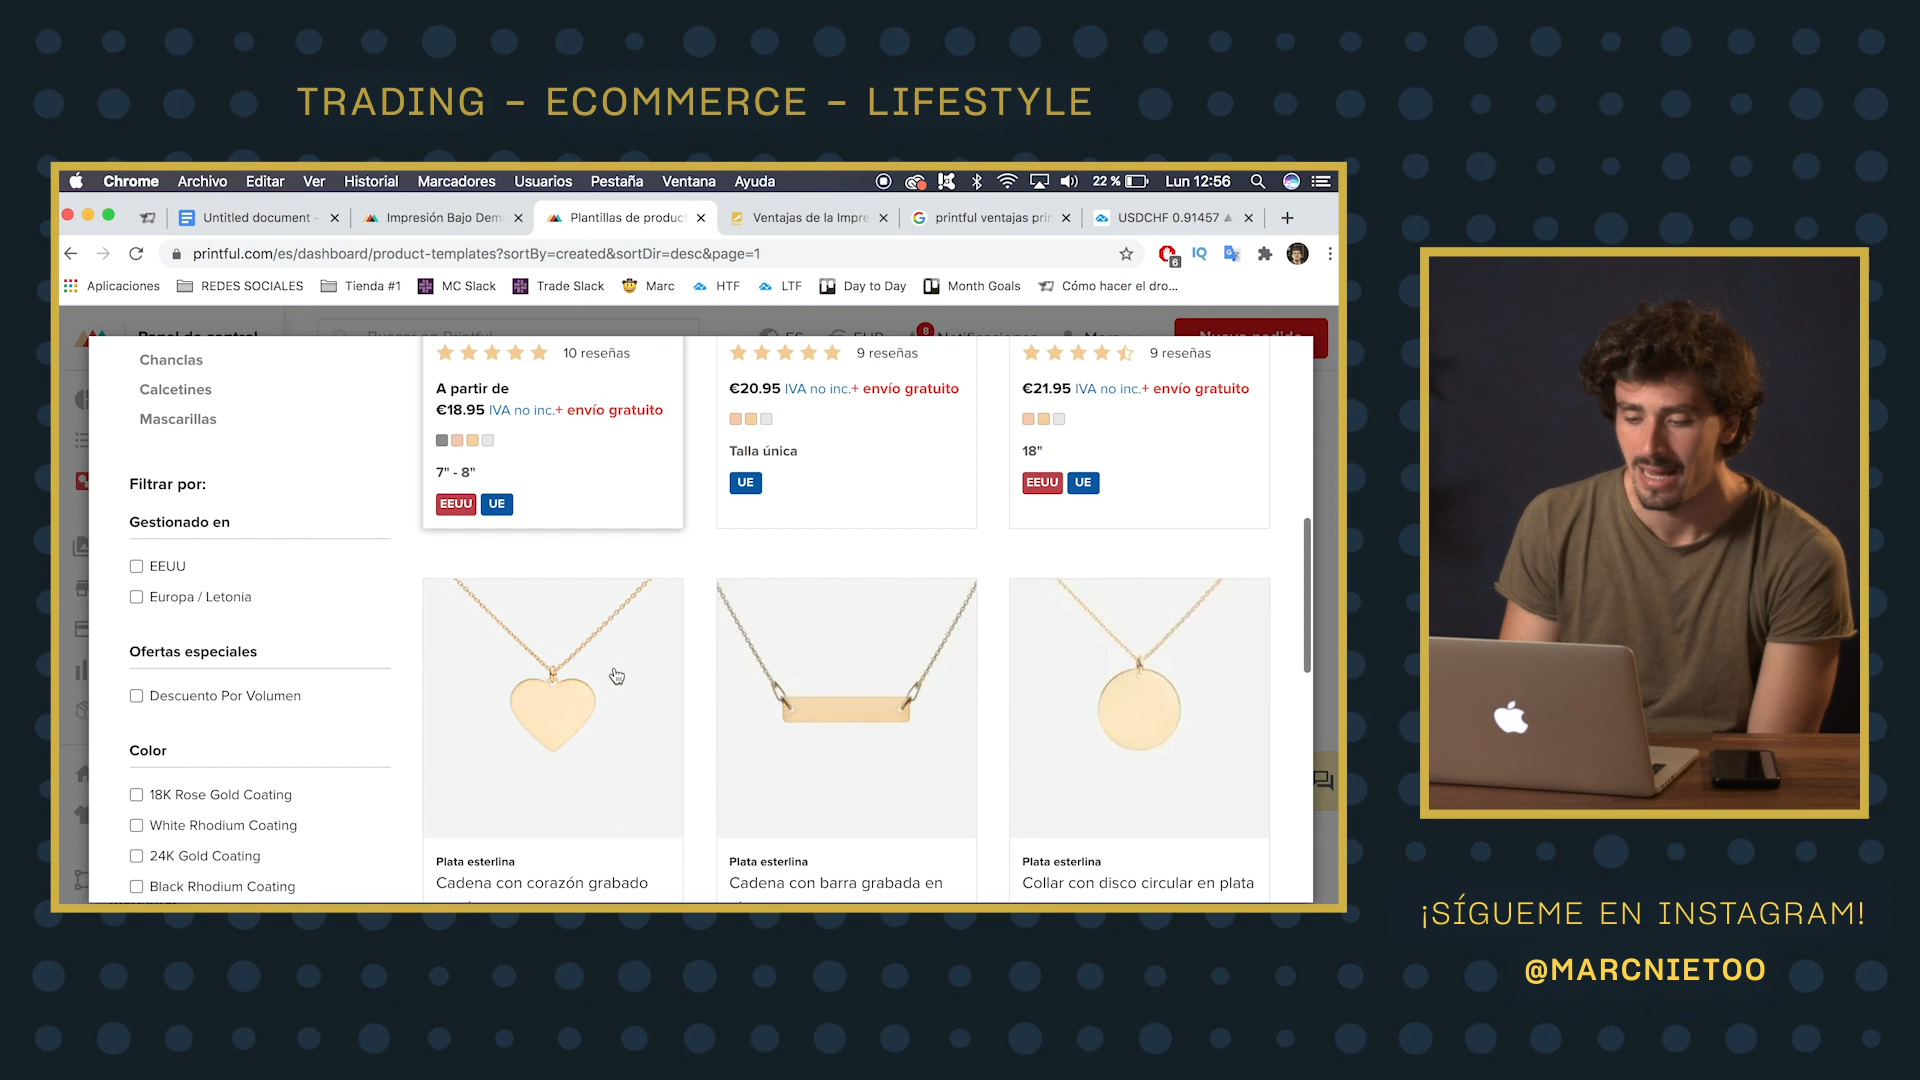 TRADING - ECOMMERCE - LIFESTYLE
Chrome Archivo Editar Ver Historial Marcadores Usuarios Pestaña Ventana Ayuda 22 % Lun 12:56
Untitled document - Impresión Bajo Dem Plantillas de produc Ventajas de la Impre printful ventajas prin USDCHF 0.91457
printful.com/es/dashboard/product-templates?sortBy=created&sortDir=desc&page=1 6 IQ
Aplicaciones REDES SOCIALES Tienda #1 MC Slack Trade Slack Marc HTF LTF Day to Day Month Goals Cómo hacer el dro...
8
Chanclas
Calcetines
Mascarillas
Filtrar por:
Gestionado en
EEUU
Europa / Letonia
Ofertas especiales
Descuento Por Volumen
Color
18K Rose Gold Coating
White Rhodium Coating
24K Gold Coating
Black Rhodium Coating
10 reseñas
A partir de
€18.95 IVA no inc.+ envío gratuito
7" - 8"
EEUU UE
9 reseñas
€20.95 IVA no inc.+ envío gratuito
Talla única
UE
9 reseñas
€21.95 IVA no inc.+ envío gratuito
18"
EEUU UE
Plata esterlina
Cadena con corazón grabado
Plata esterlina
Cadena con barra grabada en
Plata esterlina
Collar con disco circular en plata
¡SÍGUEME EN INSTAGRAM!
@MARCNIETOO